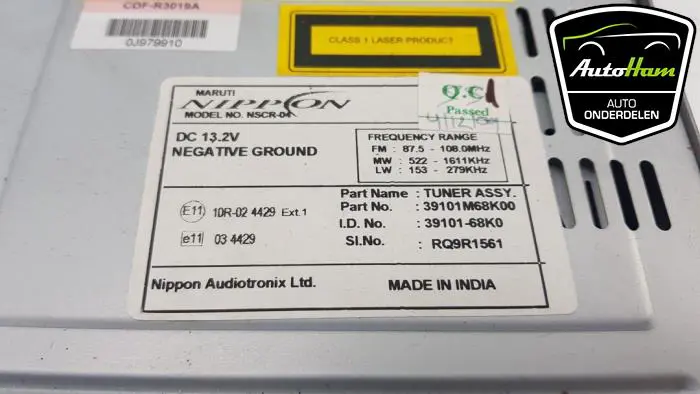 CDF-R3019A
0J979910
CLASS 1 LASER PRODUCT
AutoHam
AUTO
ONDERDELEN
MARUTI
NIPPON
MODEL NO. NSCR-04
Q.C
1
Passed
DC 13.2V
NEGATIVE GROUND
FREQUENCY RANGE
FM : 87.5 - 108.0MHz
MW : 522 - 1611KHz
LW : 153 - 279KHz
E11 10R-02 4429 Ext.1
e11 03 4429
Part Name : TUNER ASSY.
Part No. : 39101M68K00
I.D. No. : 39101-68K0
Sl.No. : RQ9R1561
Nippon Audiotronix Ltd.
MADE IN INDIA